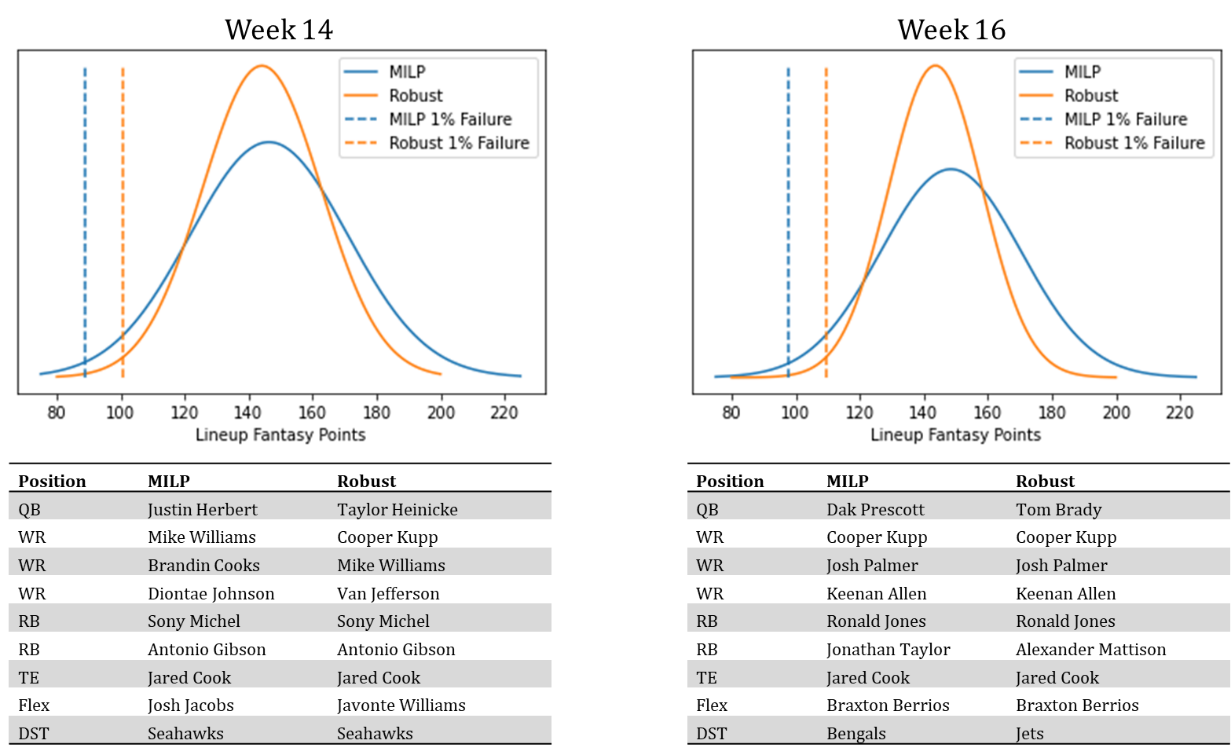 Week 14
MILP
Robust
MILP 1% Failure
Robust 1% Failure
80 100 120 140 160 180 200 220
Lineup Fantasy Points
Position MILP Robust
QB Justin Herbert Taylor Heinicke
WR Mike Williams Cooper Kupp
WR Brandin Cooks Mike Williams
WR Diontae Johnson Van Jefferson
RB Sony Michel Sony Michel
RB Antonio Gibson Antonio Gibson
TE Jared Cook Jared Cook
Flex Josh Jacobs Javonte Williams
DST Seahawks Seahawks
Week 16
MILP
Robust
MILP 1% Failure
Robust 1% Failure
80 100 120 140 160 180 200 220
Lineup Fantasy Points
Position MILP Robust
QB Dak Prescott Tom Brady
WR Cooper Kupp Cooper Kupp
WR Josh Palmer Josh Palmer
WR Keenan Allen Keenan Allen
RB Ronald Jones Ronald Jones
RB Jonathan Taylor Alexander Mattison
TE Jared Cook Jared Cook
Flex Braxton Berrios Braxton Berrios
DST Bengals Jets